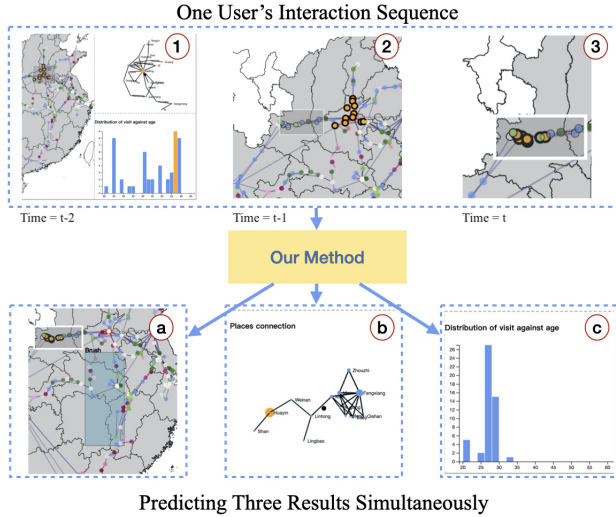 One User's Interaction Sequence
1
2
3
Distribution of visit against age
Time = t-2
Time = t-1
Time = t
Our Method
a
b
c
Brush
Places connection
Zhouzhi
Fengxiang
Weinan
Huayin
Lintong
Qishan
Shan
Lingbao
Distribution of visit against age
26
24
22
20
18
16
14
12
10
8
6
4
2
0
20 25 30 35 40 45 50 55 60
Predicting Three Results Simultaneously